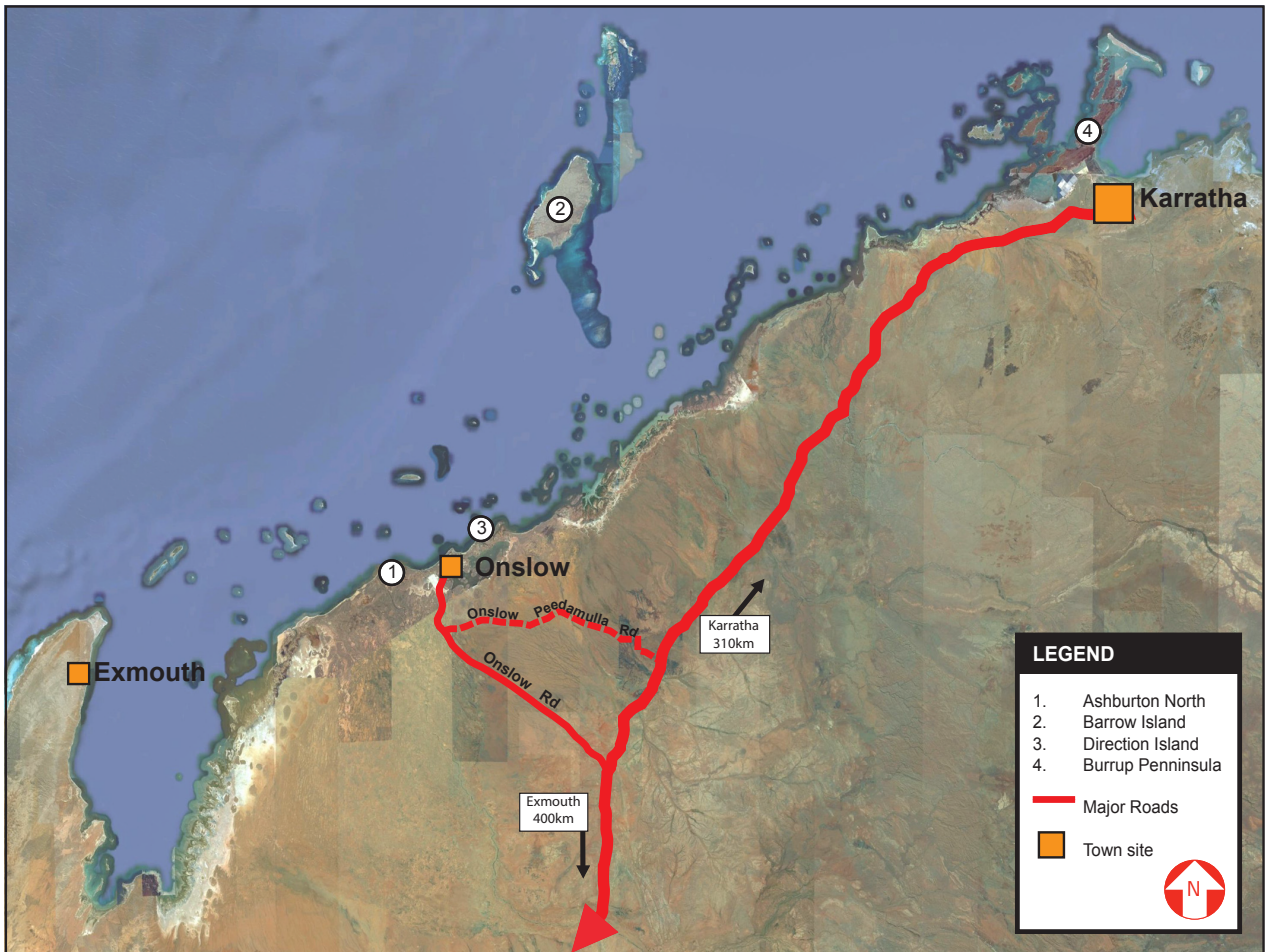 4
Karratha
2
3
Onslow
1
Onslow Peedamulla Rd
Karratha
310km
Exmouth
Onslow Rd
Exmouth
400km
LEGEND
1. Ashburton North
2. Barrow Island
3. Direction Island
4. Burrup Penninsula
Major Roads
Town site
N